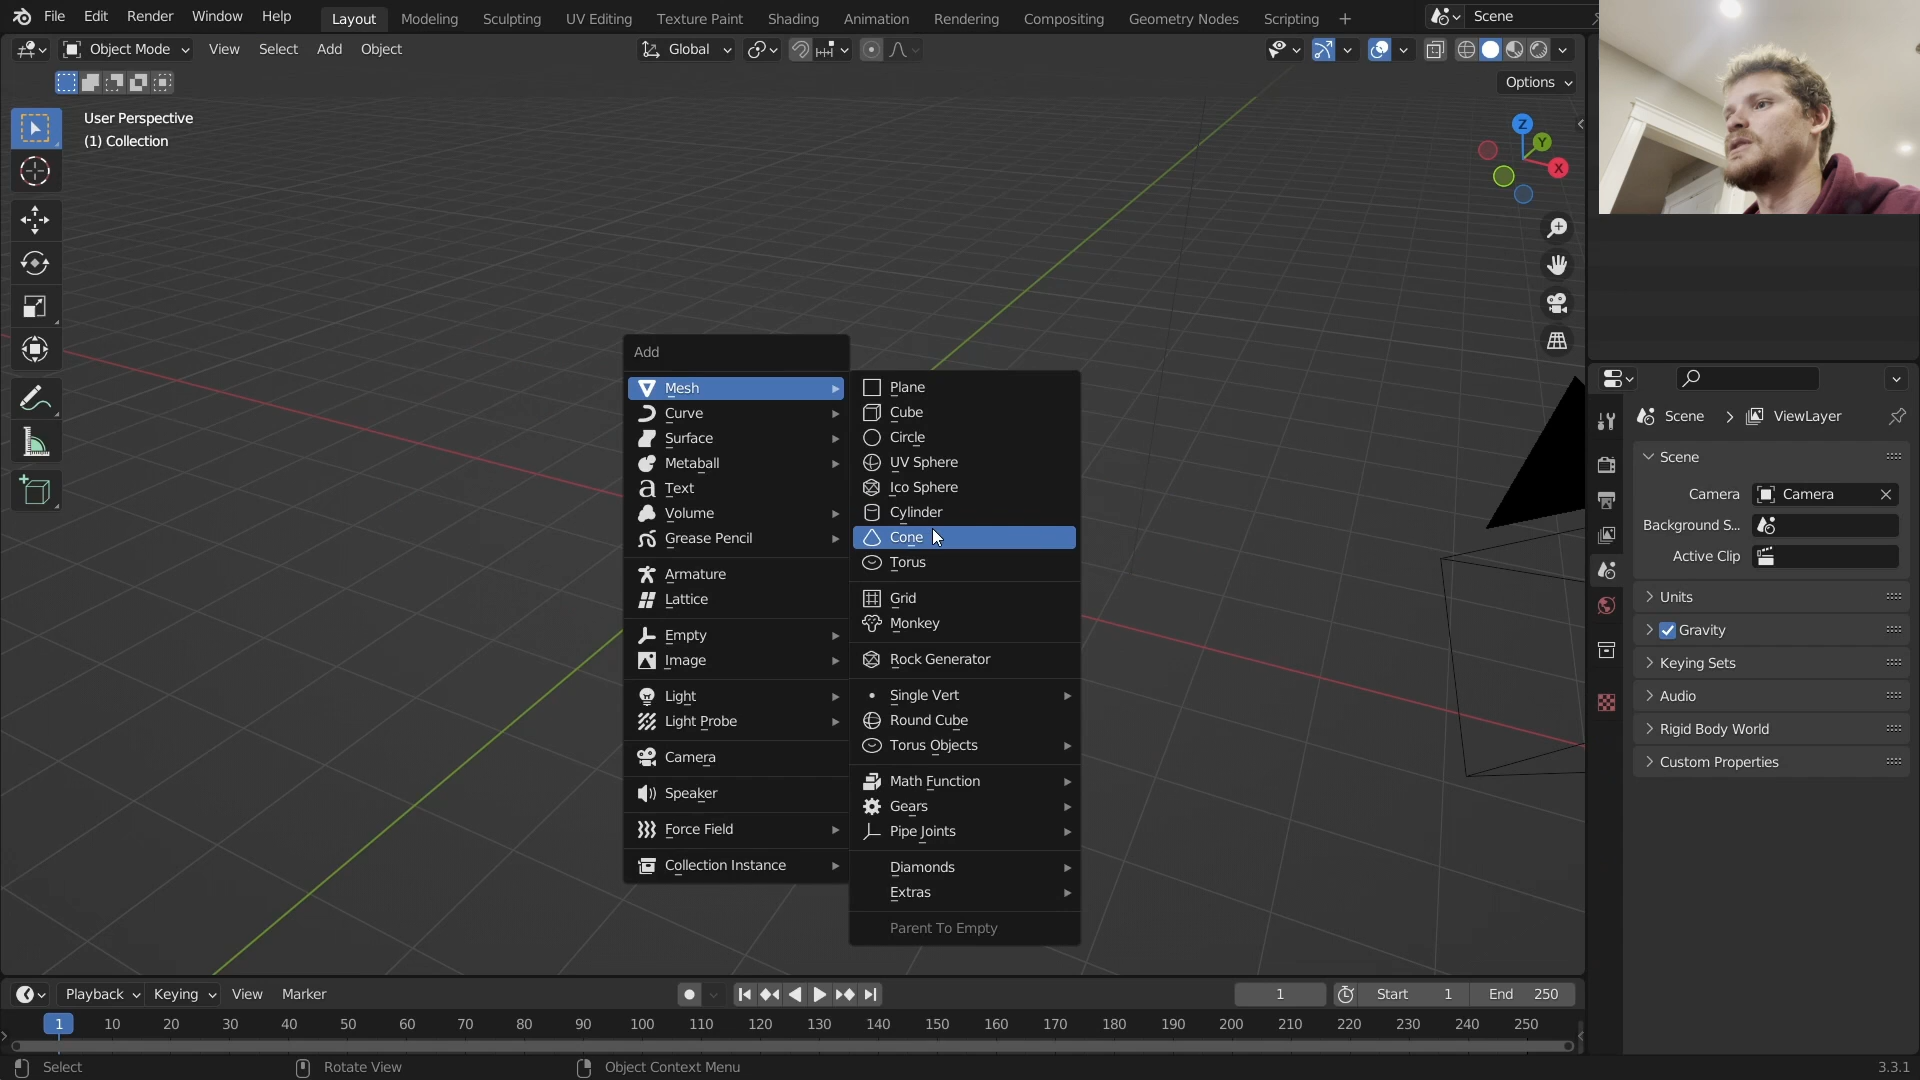 File Edit Render Window Help Layout Modeling Sculpting UV Editing Texture Paint Shading Animation Rendering Compositing Geometry Nodes Scripting + Scene
Object Mode View Select Add Object Global
Options
User Perspective
(1) Collection
Z
Y
X
Add
Mesh
Curve
Surface
Metaball
Text
Volume
Grease Pencil
Armature
Lattice
Empty
Image
Light
Light Probe
Camera
Speaker
Force Field
Collection Instance
Plane
Cube
Circle
UV Sphere
Ico Sphere
Cylinder
Cone
Torus
Grid
Monkey
Rock Generator
Single Vert
Round Cube
Torus Objects
Math Function
Gears
Pipe Joints
Diamonds
Extras
Parent To Empty
Scene ViewLayer
Scene
Camera Camera
Background S...
Active Clip
Units
Gravity
Keying Sets
Audio
Rigid Body World
Custom Properties
Playback Keying View Marker 1 Start 1 End 250
1 10 20 30 40 50 60 70 80 90 100 110 120 130 140 150 160 170 180 190 200 210 220 230 240 250
Select Rotate View Object Context Menu 3.3.1